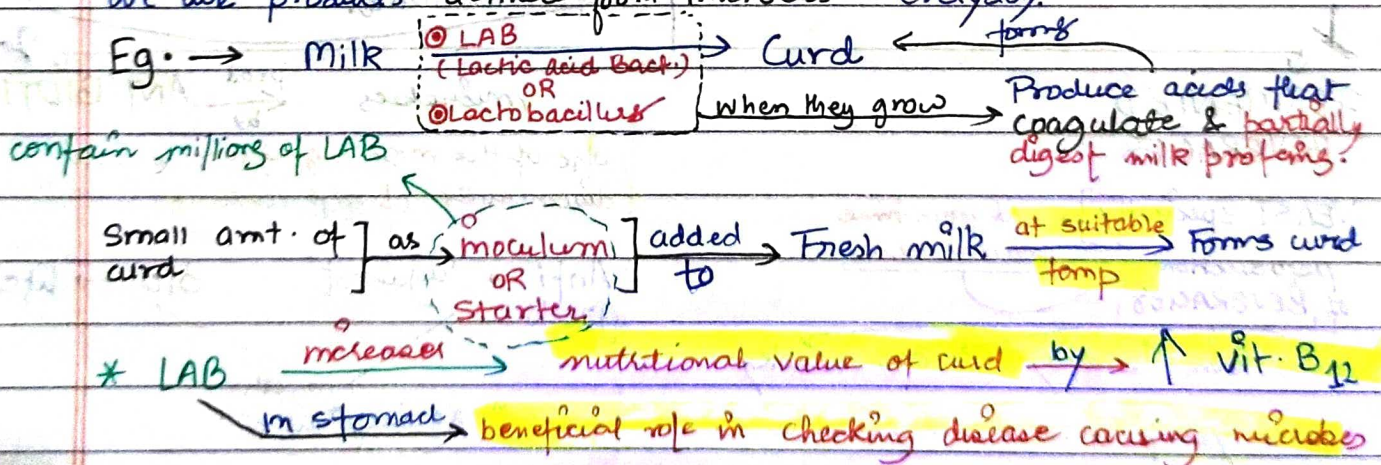 Eg. → Milk ⊙ LAB → Curd ← forms
(Lactic acid Bact.)
OR
⊙ Lactobacillus when they grow → Produce acids that
coagulate & partially
digest milk proteins.
contain millions of LAB
Small amt. of curd ] as → inoculum OR Starter ] added to → Fresh milk at suitable temp → Forms curd
* LAB increases → nutritional value of curd by → ↑ vit. B12
in stomach → beneficial role in checking disease causing microbes